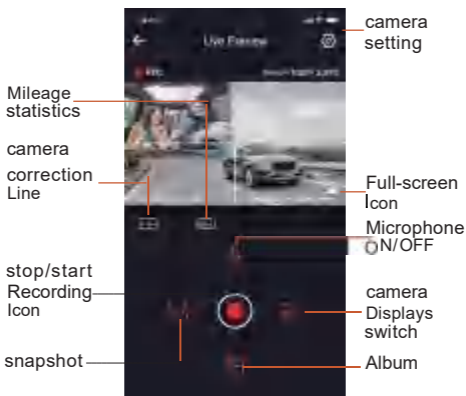 camera
setting
Live Preview
REC
Mileage
statistics
camera
correction
Line
Full-screen
Icon
Microphone
ON/OFF
stop/start
Recording
Icon
camera
Displays
switch
snapshot
Album